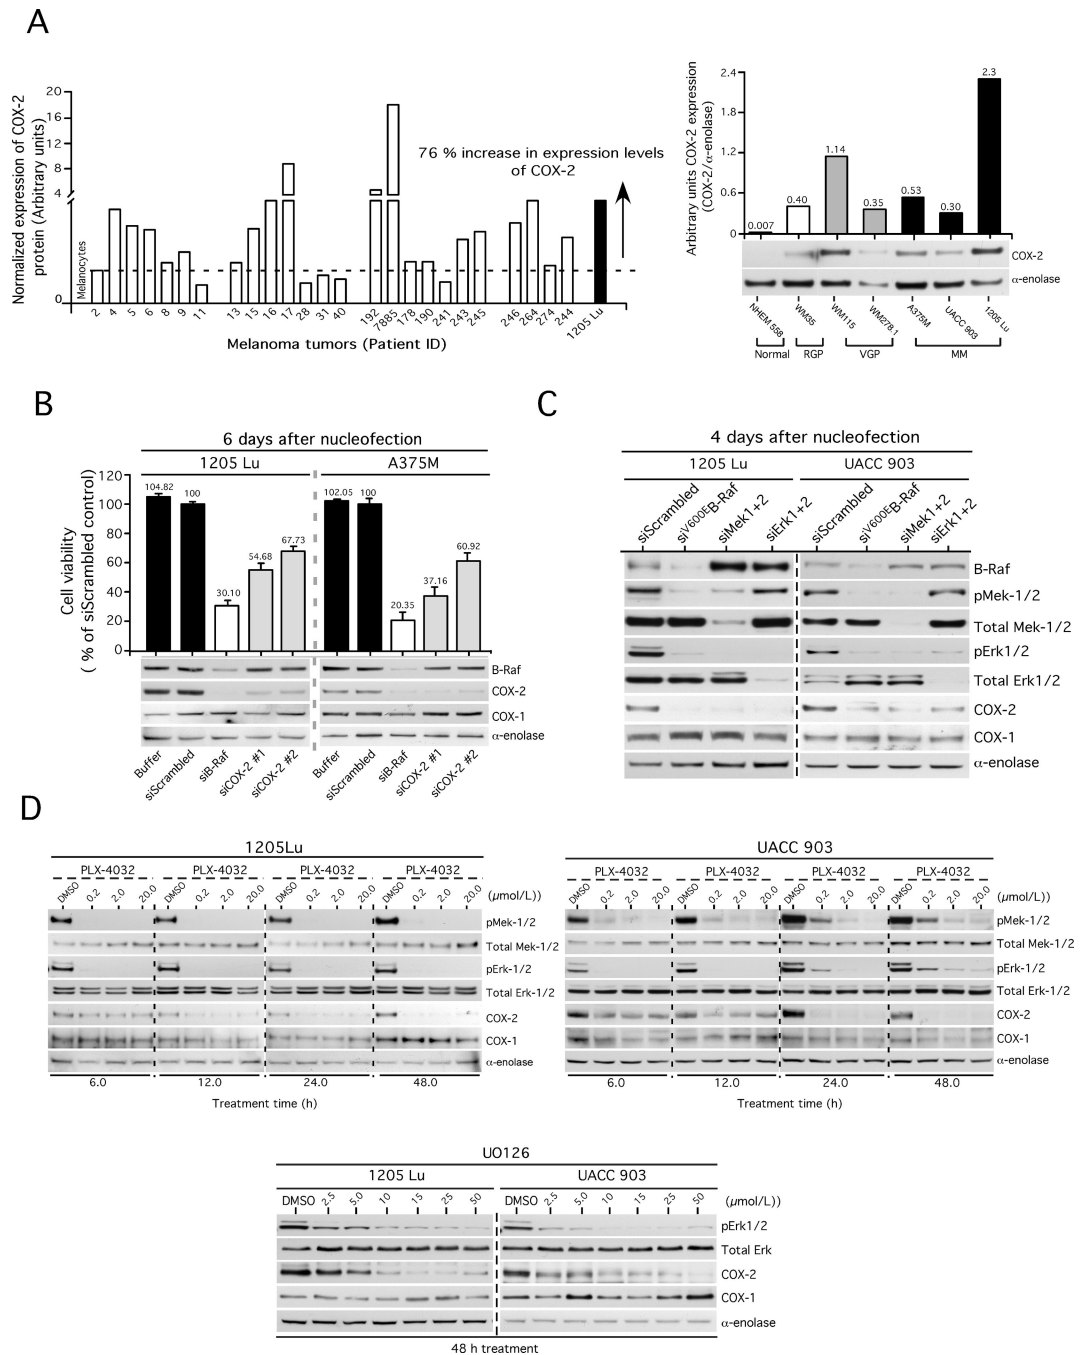 A
Normalized expression of COX-2
protein (Arbitrary units)
20
16
12
8
4
4
0
Melanocytes
76 % increase in expression levels
of COX-2
2 4 5 6 8 9 11 13 15 16 17 28 31 40 192 7885 178 190 241 243 245 246 264 274 244 1205 Lu
Melanoma tumors (Patient ID)
Arbitrary units COX-2 expression
(COX-2/α-enolase)
2.4
1.8
1.2
0.6
0
0.007 0.40 1.14 0.35 0.53 0.30 2.3
COX-2
α-enolase
NHEM 558 WM35 WM115 WM278.1 A375M UACC 903 1205 Lu
Normal RGP VGP MM
B
6 days after nucleofection
1205 Lu A375M
Cell viability
( % of siScrambled control)
120
100
80
60
40
20
0
104.82 100 30.10 54.68 67.73 102.05 100 20.35 37.16 60.92
B-Raf
COX-2
COX-1
α-enolase
Buffer siScrambled siB-Raf siCOX-2 #1 siCOX-2 #2 Buffer siScrambled siB-Raf siCOX-2 #1 siCOX-2 #2
C
4 days after nucleofection
1205 Lu UACC 903
siScrambled siV600EB-Raf siMek1+2 siErk1+2 siScrambled siV600EB-Raf siMek1+2 siErk1+2
B-Raf
pMek-1/2
Total Mek-1/2
pErk1/2
Total Erk1/2
COX-2
COX-1
α-enolase
D
1205Lu
PLX-4032 PLX-4032 PLX-4032 PLX-4032
DMSO 0.2 2.0 20.0 DMSO 0.2 2.0 20.0 DMSO 0.2 2.0 20.0 DMSO 0.2 2.0 20.0 (μmol/L))
pMek-1/2
Total Mek-1/2
pErk-1/2
Total Erk-1/2
COX-2
COX-1
α-enolase
6.0 12.0 24.0 48.0
Treatment time (h)
UACC 903
PLX-4032 PLX-4032 PLX-4032 PLX-4032
DMSO 0.2 2.0 20.0 DMSO 0.2 2.0 20.0 DMSO 0.2 2.0 20.0 DMSO 0.2 2.0 20.0 (μmol/L))
pMek-1/2
Total Mek-1/2
pErk-1/2
Total Erk-1/2
COX-2
COX-1
α-enolase
6.0 12.0 24.0 48.0
Treatment time (h)
UO126
1205 Lu UACC 903
DMSO 2.5 5.0 10 15 25 50 DMSO 2.5 5.0 10 15 25 50 (μmol/L))
pErk1/2
Total Erk
COX-2
COX-1
α-enolase
48 h treatment